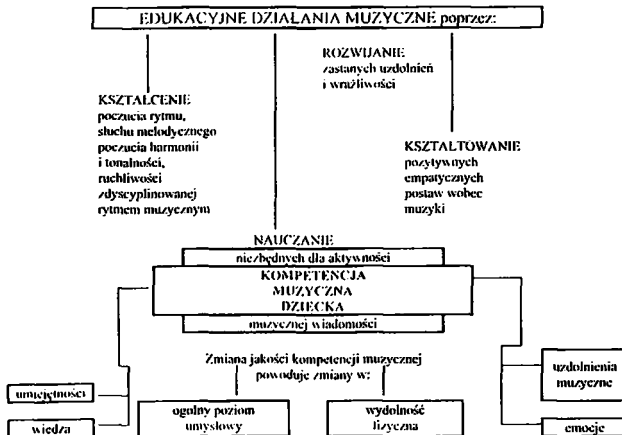 EDUKACYJNE DZIAŁANIA MUZYCZNE poprzez:
ROZWIJANIE
zastanych uzdolnień
i wrażliwości
KSZTAŁCENIE
poczucia rytmu,
słuchu melodycznego
poczucia harmonii
i tonalności,
ruchliwości
zdyscyplinowanej
rytmem muzycznym
KSZTAŁTOWANIE
pozytywnych
empatycznych
postaw wobec
muzyki
NAUCZANIE
niezbędnych dla aktywności
KOMPETENCJA
MUZYCZNA
DZIECKA
muzycznej wiadomości
Zmiana jakości kompetencji muzycznej
powoduje zmiany w:
umiejętności
wiedza
ogolny poziom
umysłowy
wydolność
fizyczna
uzdolnienia
muzyczne
emocje